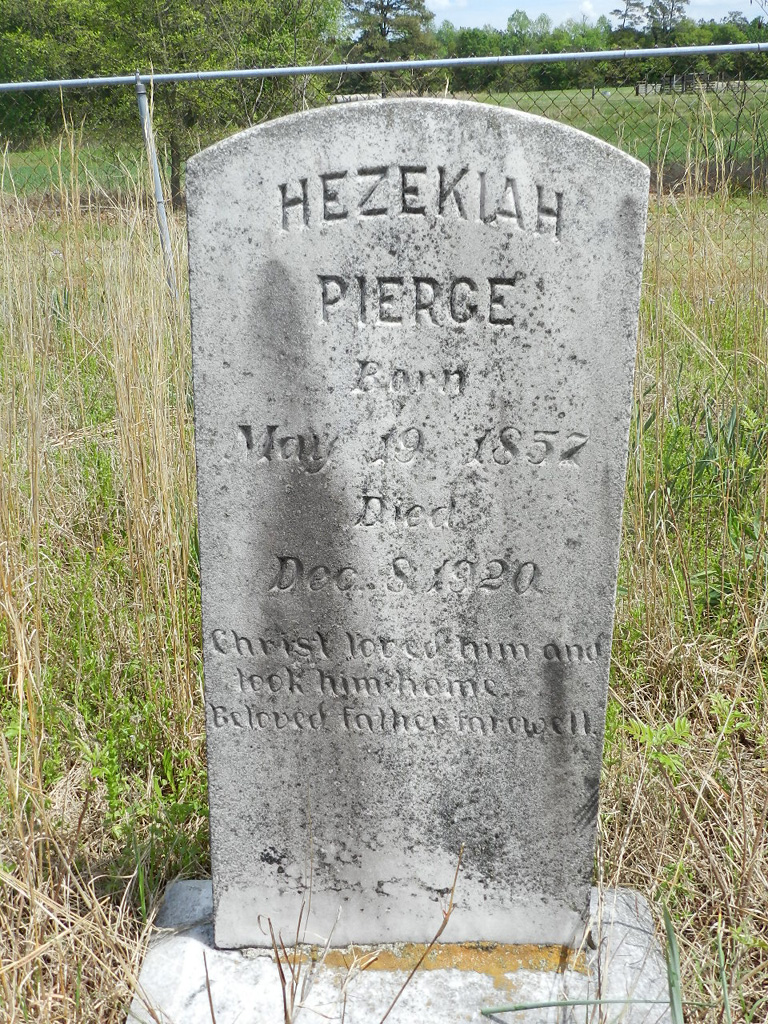 HEZEKIAH
PIERCE
Born
May 19. 1857
Died
Dec. 8. 1920.
Christ loved him and
took him home.
Beloved father farewell.